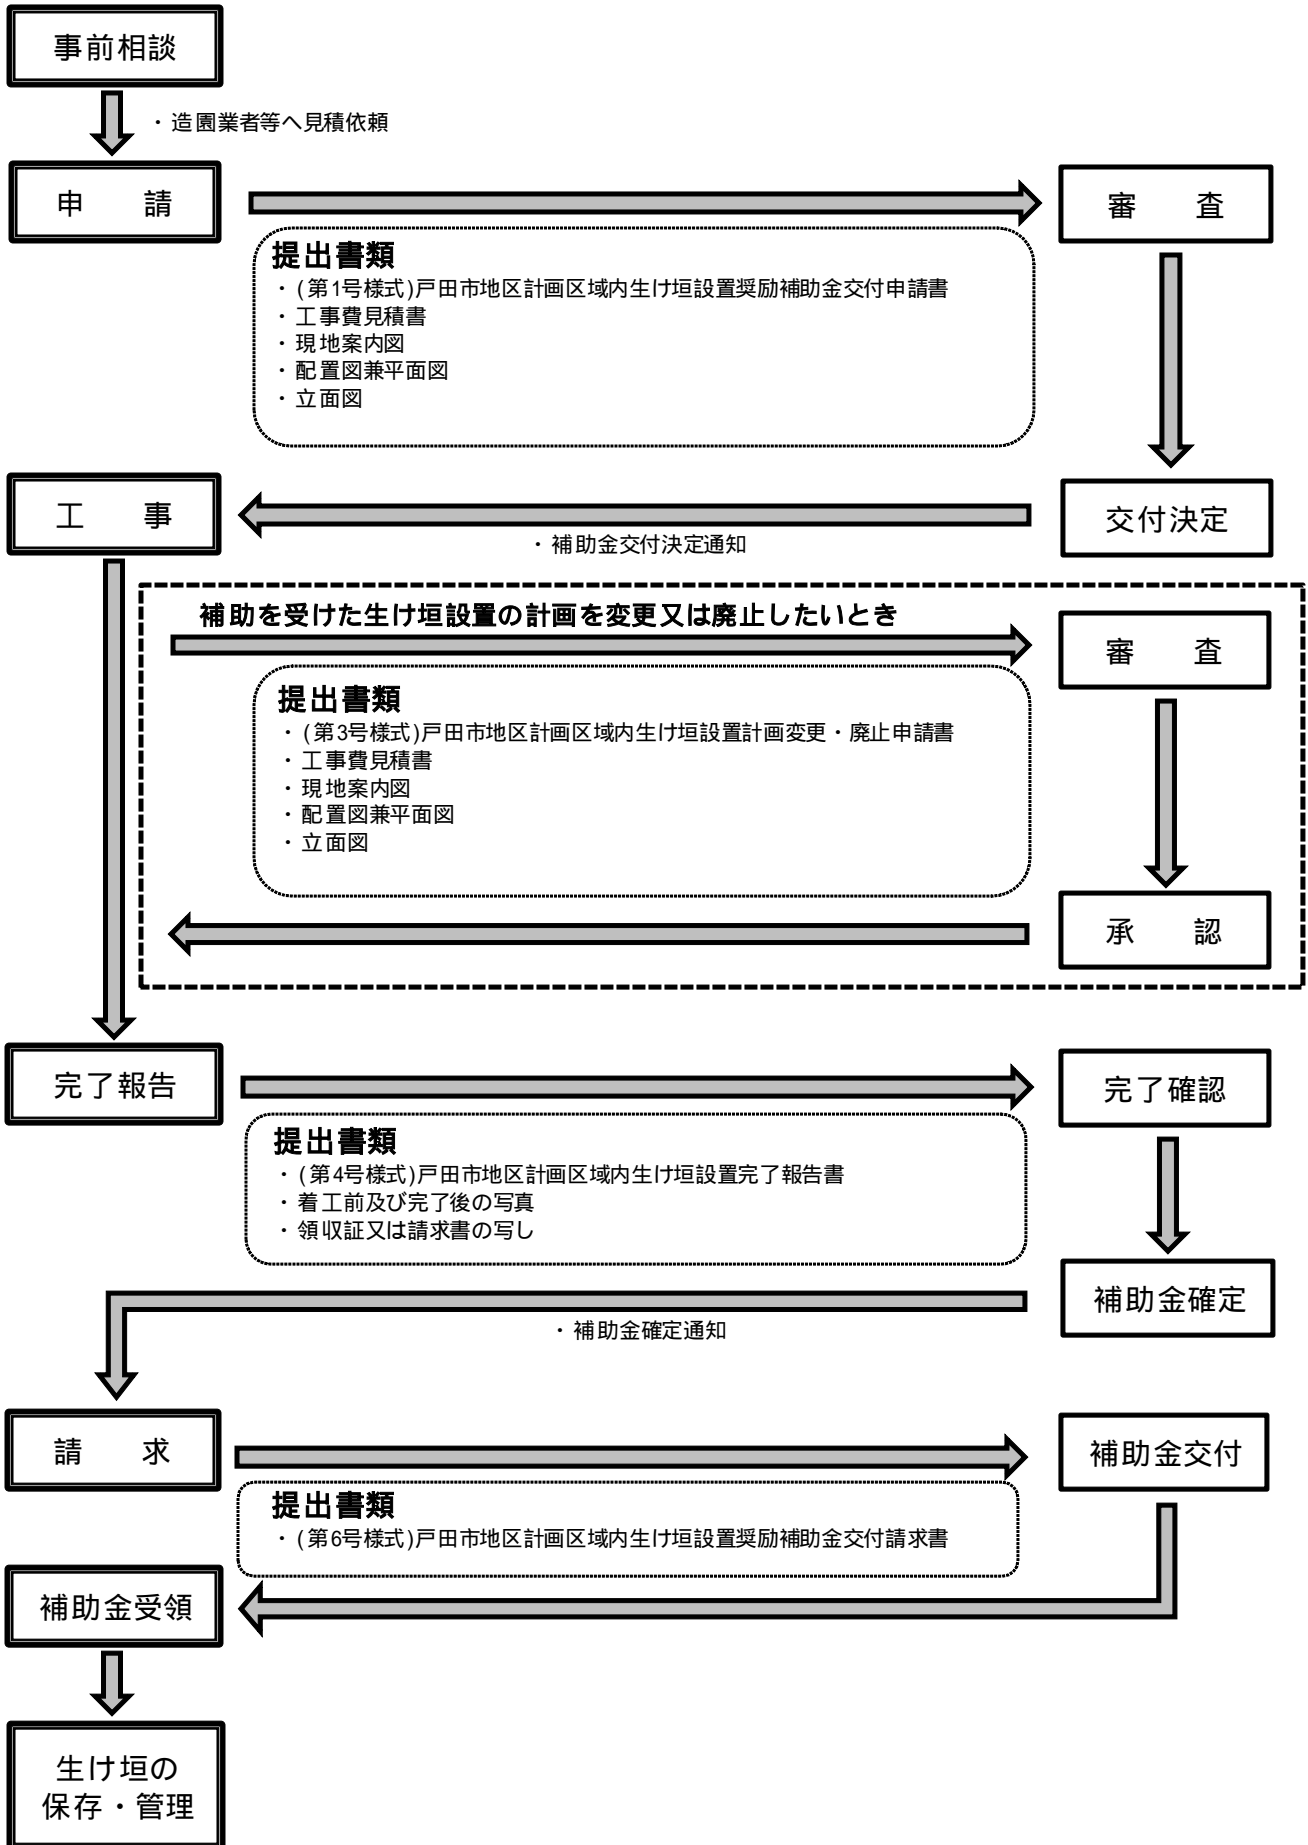 事前相談
・造園業者等へ見積依頼
申　請
審　査
提出書類
・(第1号様式)戸田市地区計画区域内生け垣設置奨励補助金交付申請書
・工事費見積書
・現地案内図
・配置図兼平面図
・立面図
工　事
交付決定
・補助金交付決定通知
補助を受けた生け垣設置の計画を変更又は廃止したいとき
審　査
提出書類
・(第3号様式)戸田市地区計画区域内生け垣設置計画変更・廃止申請書
・工事費見積書
・現地案内図
・配置図兼平面図
・立面図
承　認
完了報告
完了確認
提出書類
・(第4号様式)戸田市地区計画区域内生け垣設置完了報告書
・着工前及び完了後の写真
・領収証又は請求書の写し
補助金確定
・補助金確定通知
請　求
補助金交付
提出書類
・(第6号様式)戸田市地区計画区域内生け垣設置奨励補助金交付請求書
補助金受領
生け垣の
保存・管理